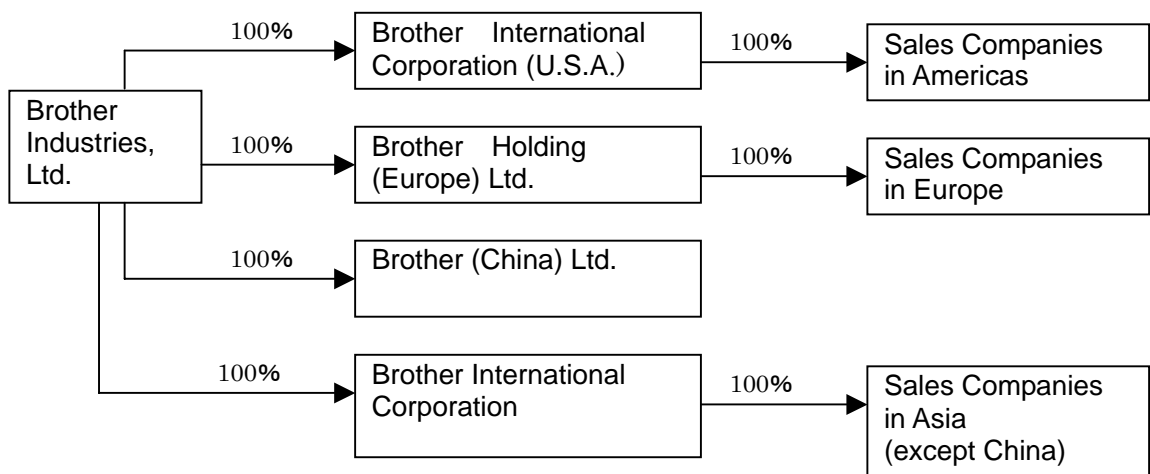 100%
Brother International
Corporation (U.S.A.)
100%
Sales Companies
in Americas
Brother
Industries,
Ltd.
100%
Brother Holding
(Europe) Ltd.
100%
Sales Companies
in Europe
100%
Brother (China) Ltd.
100%
Brother International
Corporation
100%
Sales Companies
in Asia
(except China)